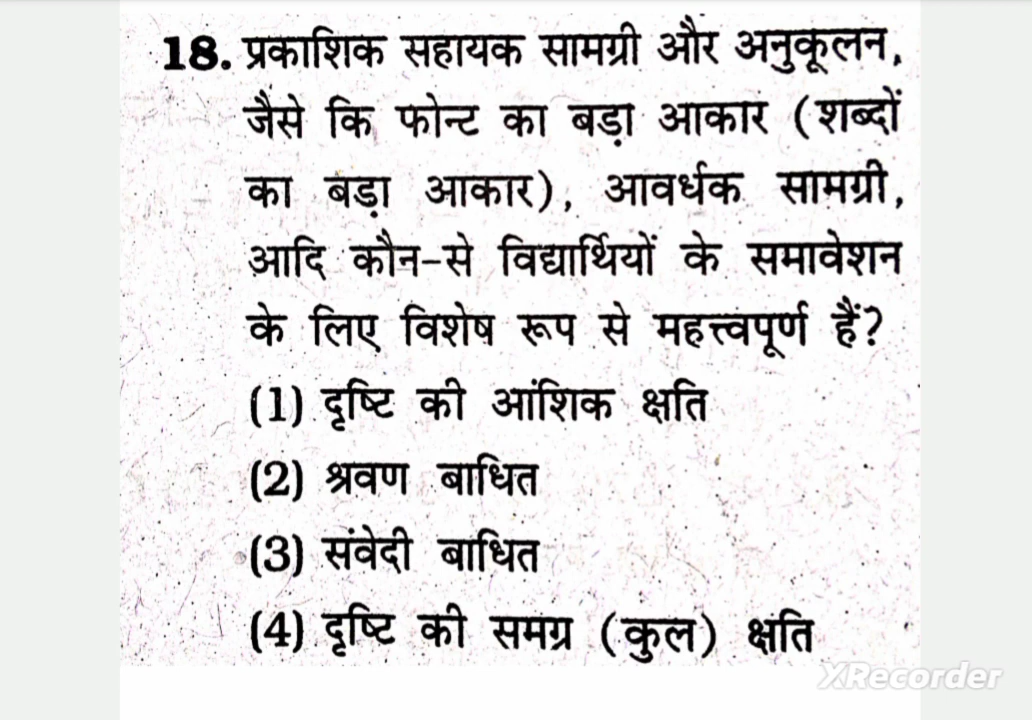 18. प्रकाशिक सहायक सामग्री और अनुकूलन,
जैसे कि फोन्ट का बड़ा आकार (शब्दों
का बड़ा आकार), आवर्धक सामग्री,
आदि कौन-से विद्यार्थियों के समावेशन
के लिए विशेष रूप से महत्त्वपूर्ण हैं?
(1) दृष्टि की आंशिक क्षति
(2) श्रवण बाधित
(3) संवेदी बाधित
(4) दृष्टि की समग्र (कुल) क्षति
XRecorder